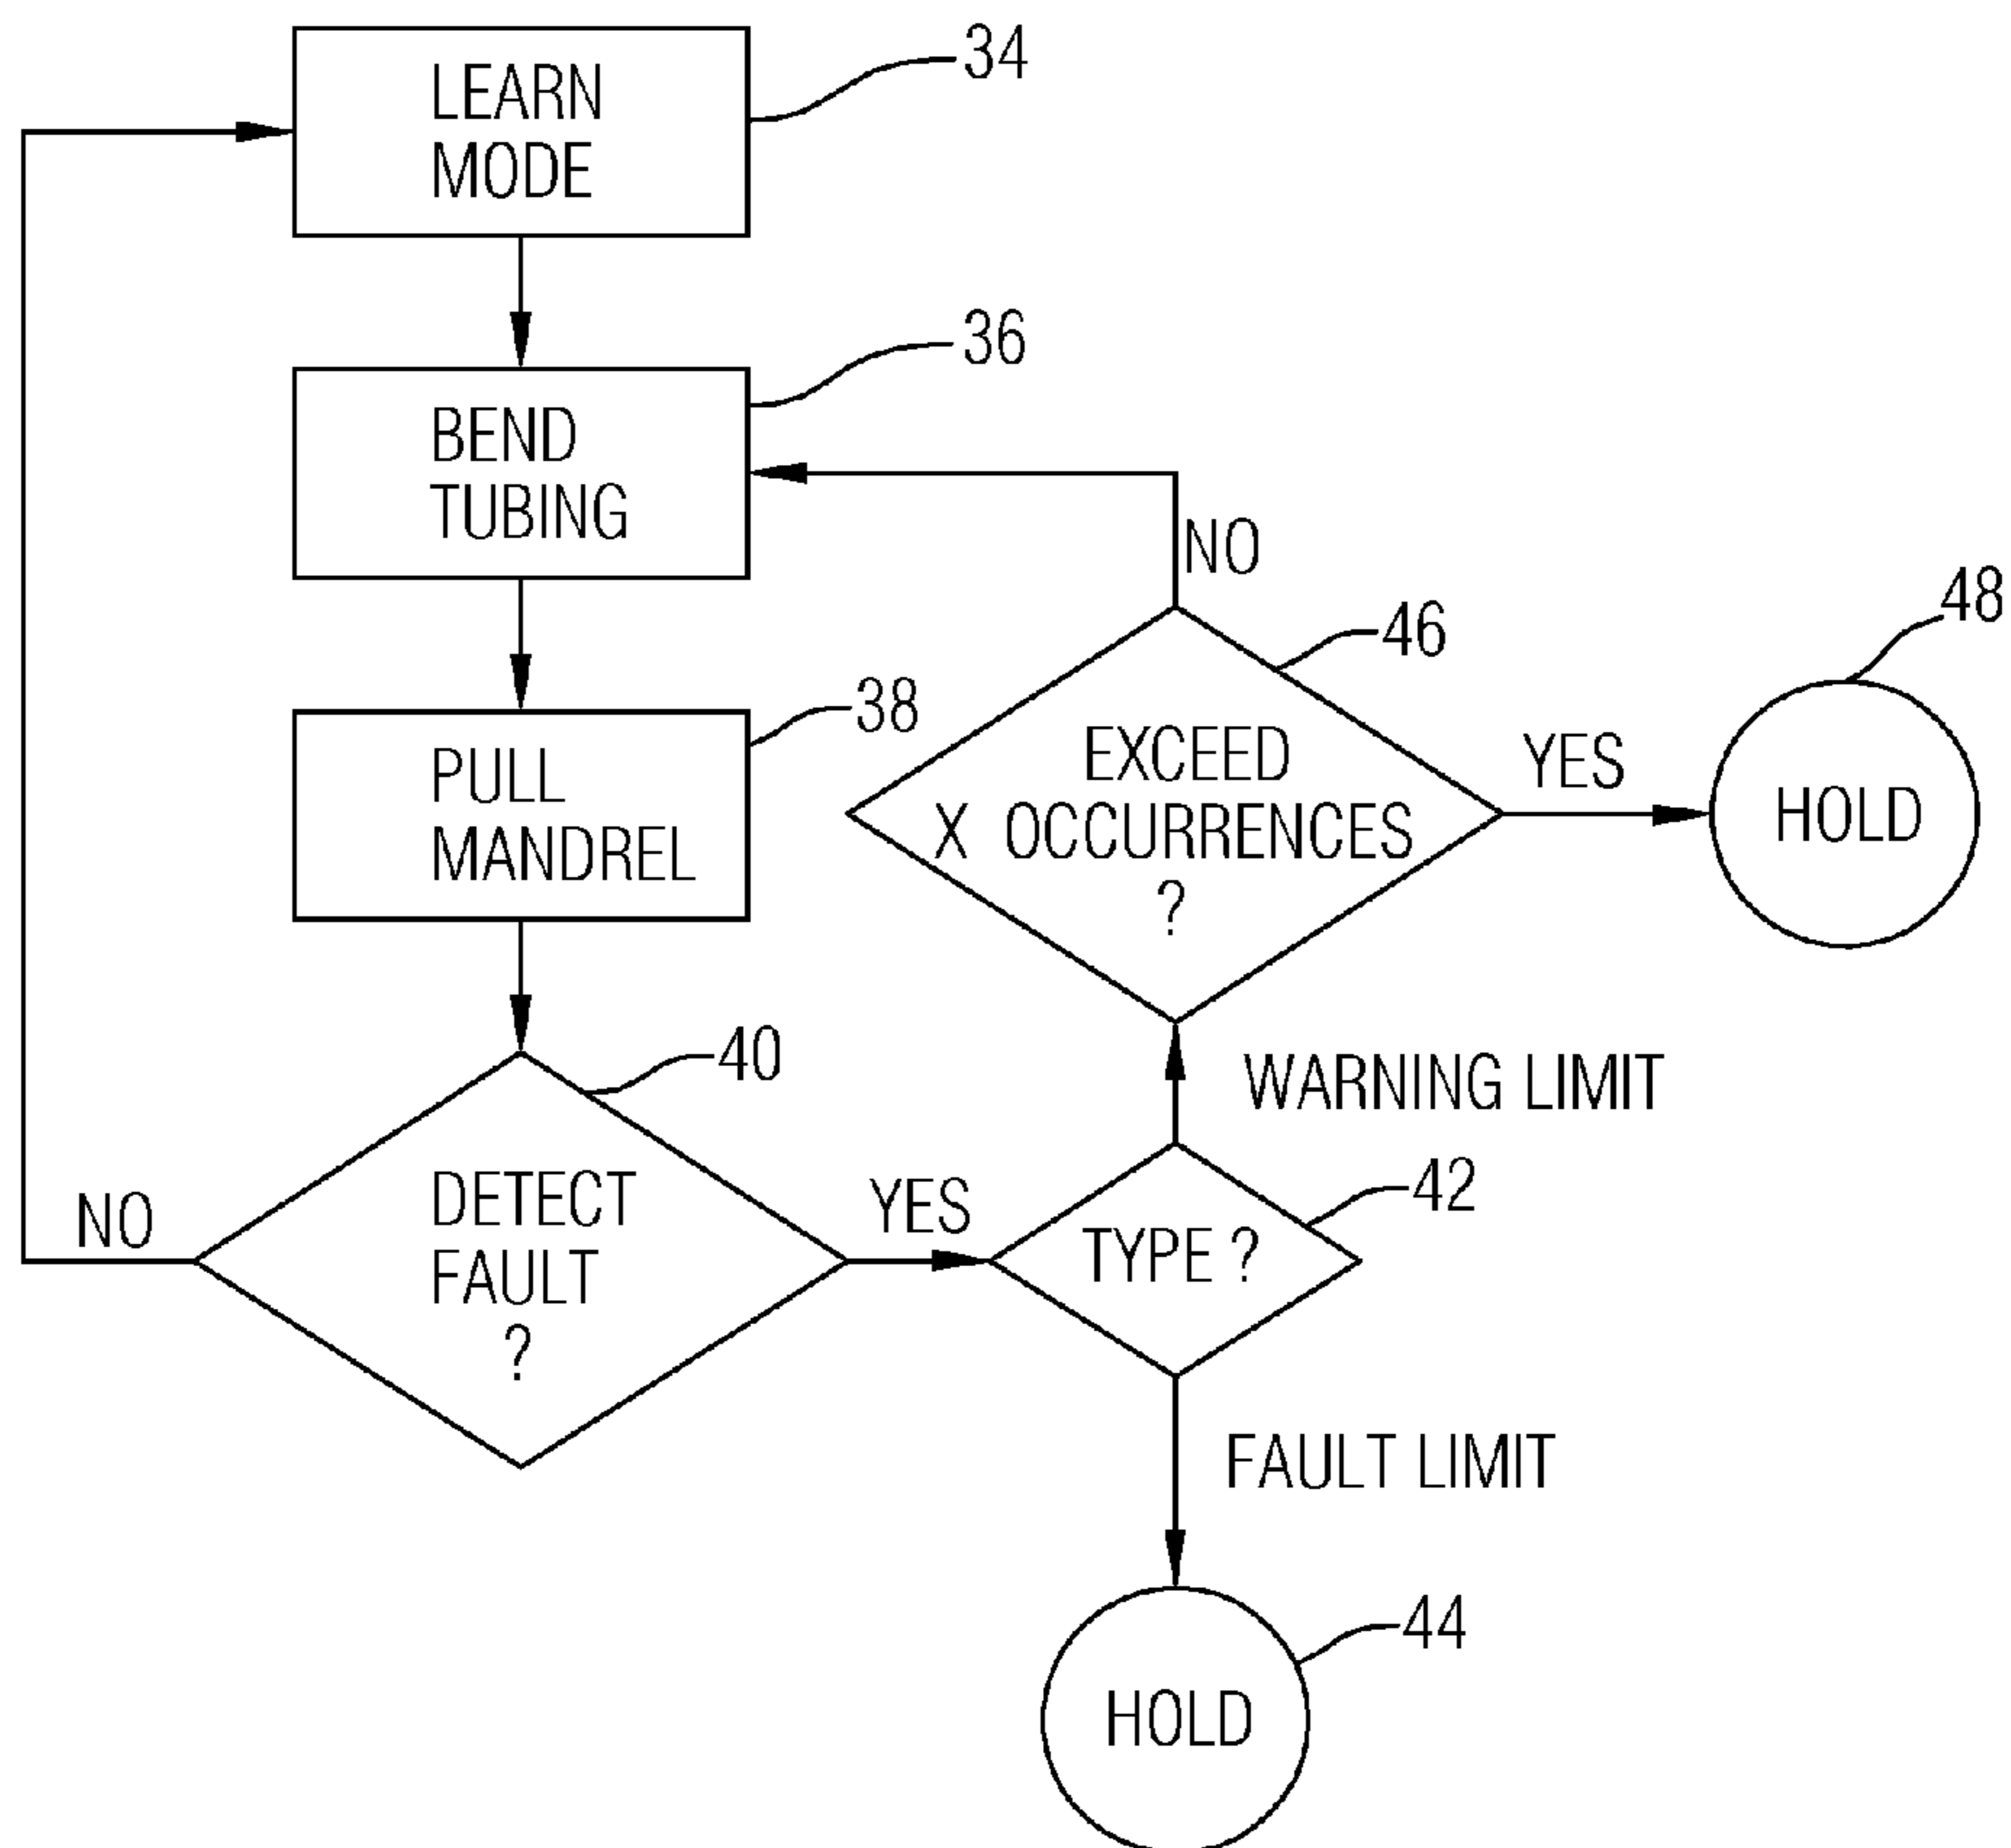 LEARN
MODE
34
BEND
TUBING
36
PULL
MANDREL
38
DETECT
FAULT
?
40
NO
YES
TYPE ?
42
WARNING LIMIT
FAULT LIMIT
HOLD
44
EXCEED
X OCCURRENCES
?
46
NO
YES
HOLD
48